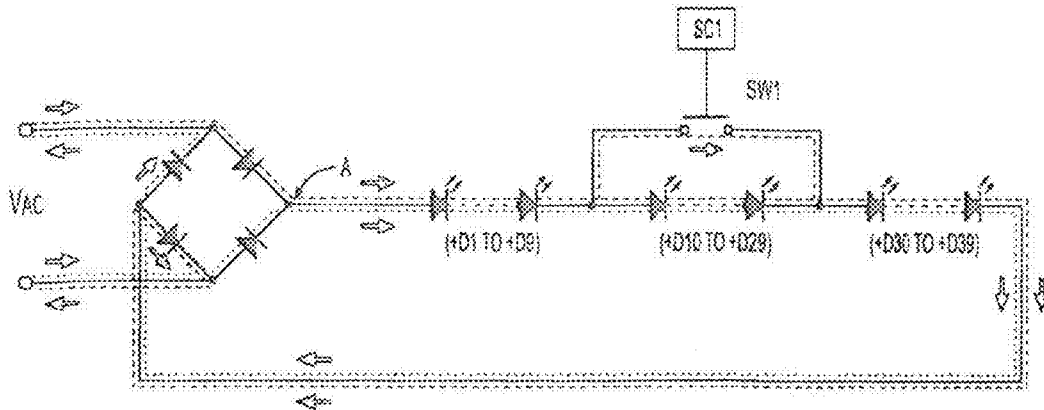 SC1
SW1
A
VAC
(+D1 TO +D9)
(+D10 TO +D29)
(+D30 TO +D39)